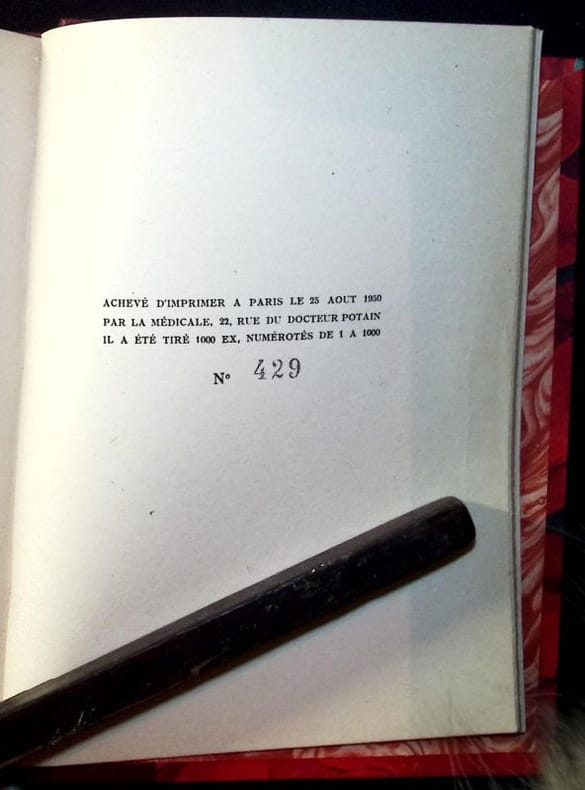 ACHEVÉ D'IMPRIMER A PARIS LE 25 AOUT 1950
PAR LA MÉDICALE, 22, RUE DU DOCTEUR POTAIN
IL A ÉTÉ TIRÉ 1000 EX, NUMÉROTÉS DE 1 A 1000
Nº 429